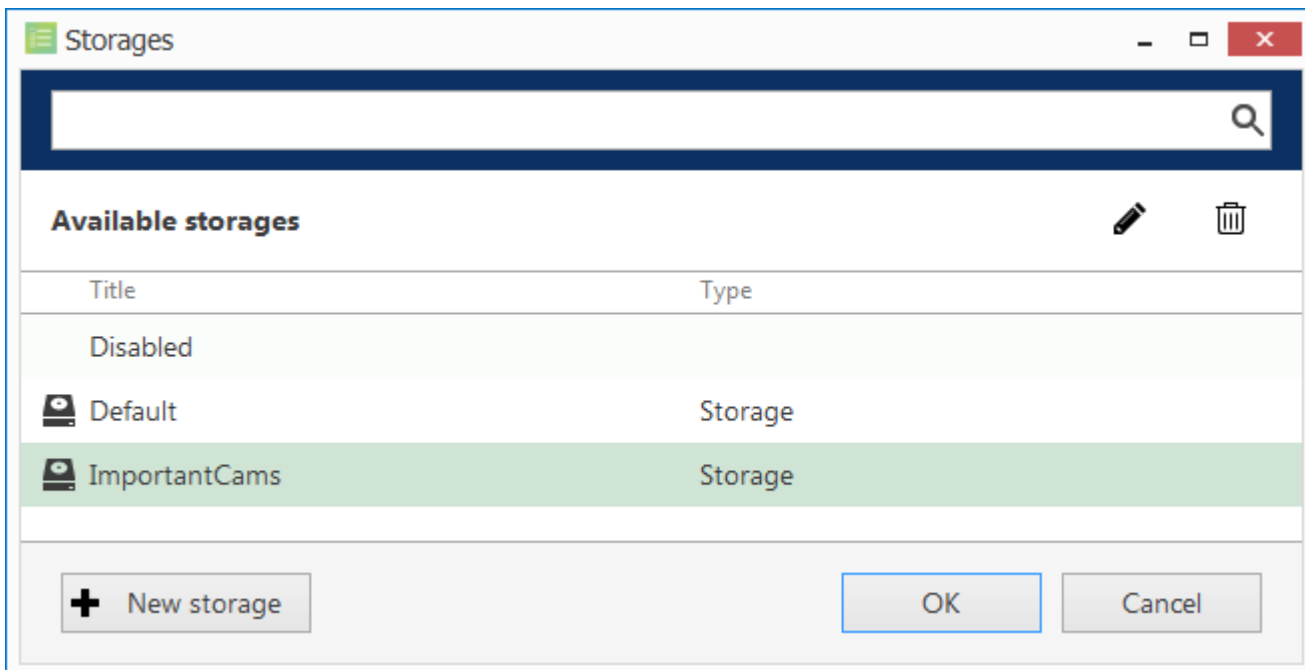 Storages
Available storages
Title Type
Disabled
Default Storage
ImportantCams Storage
New storage OK Cancel